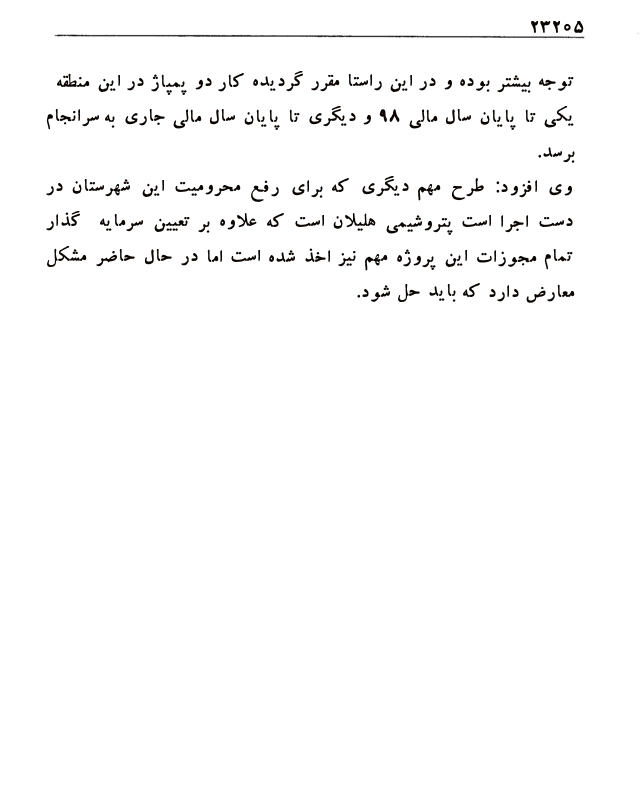 ۲۳۲۰۵
توجه بیشتر بوده و در این راستا مقرر گردیده کار دو پمپاژ در این منطقه
یکی تا پایان سال مالی ۹۸ و دیگری تا پایان سال مالی جاری به سرانجام
برسد.
وی افزود: طرح مهم دیگری که برای رفع محرومیت این شهرستان در
دست اجرا است پتروشیمی هلیلان است که علاوه بر تعیین سرمایه گذار
تمام مجوزات این پروژه مهم نیز اخذ شده است اما در حال حاضر مشکل
معارض دارد که باید حل شود.